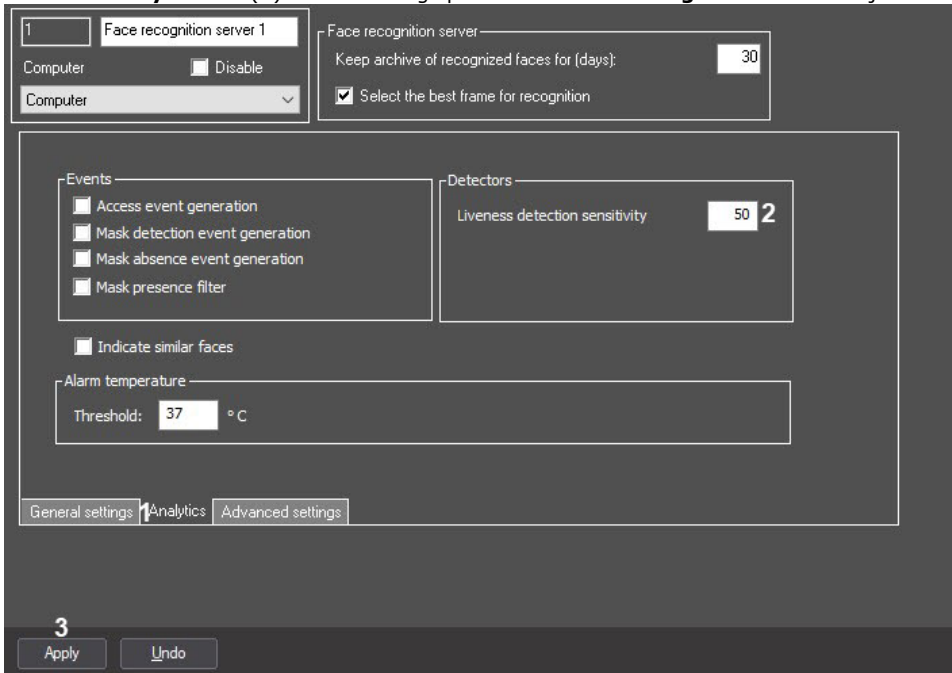 1
Face recognition server 1
Computer
Disable
Computer
Face recognition server
Keep archive of recognized faces for (days):
30
Select the best frame for recognition
Events
Access event generation
Mask detection event generation
Mask absence event generation
Mask presence filter
Detectors
Liveness detection sensitivity
50 2
Indicate similar faces
Alarm temperature
Threshold: 37 ° C
General settings 1 Analytics Advanced settings
3
Apply Undo